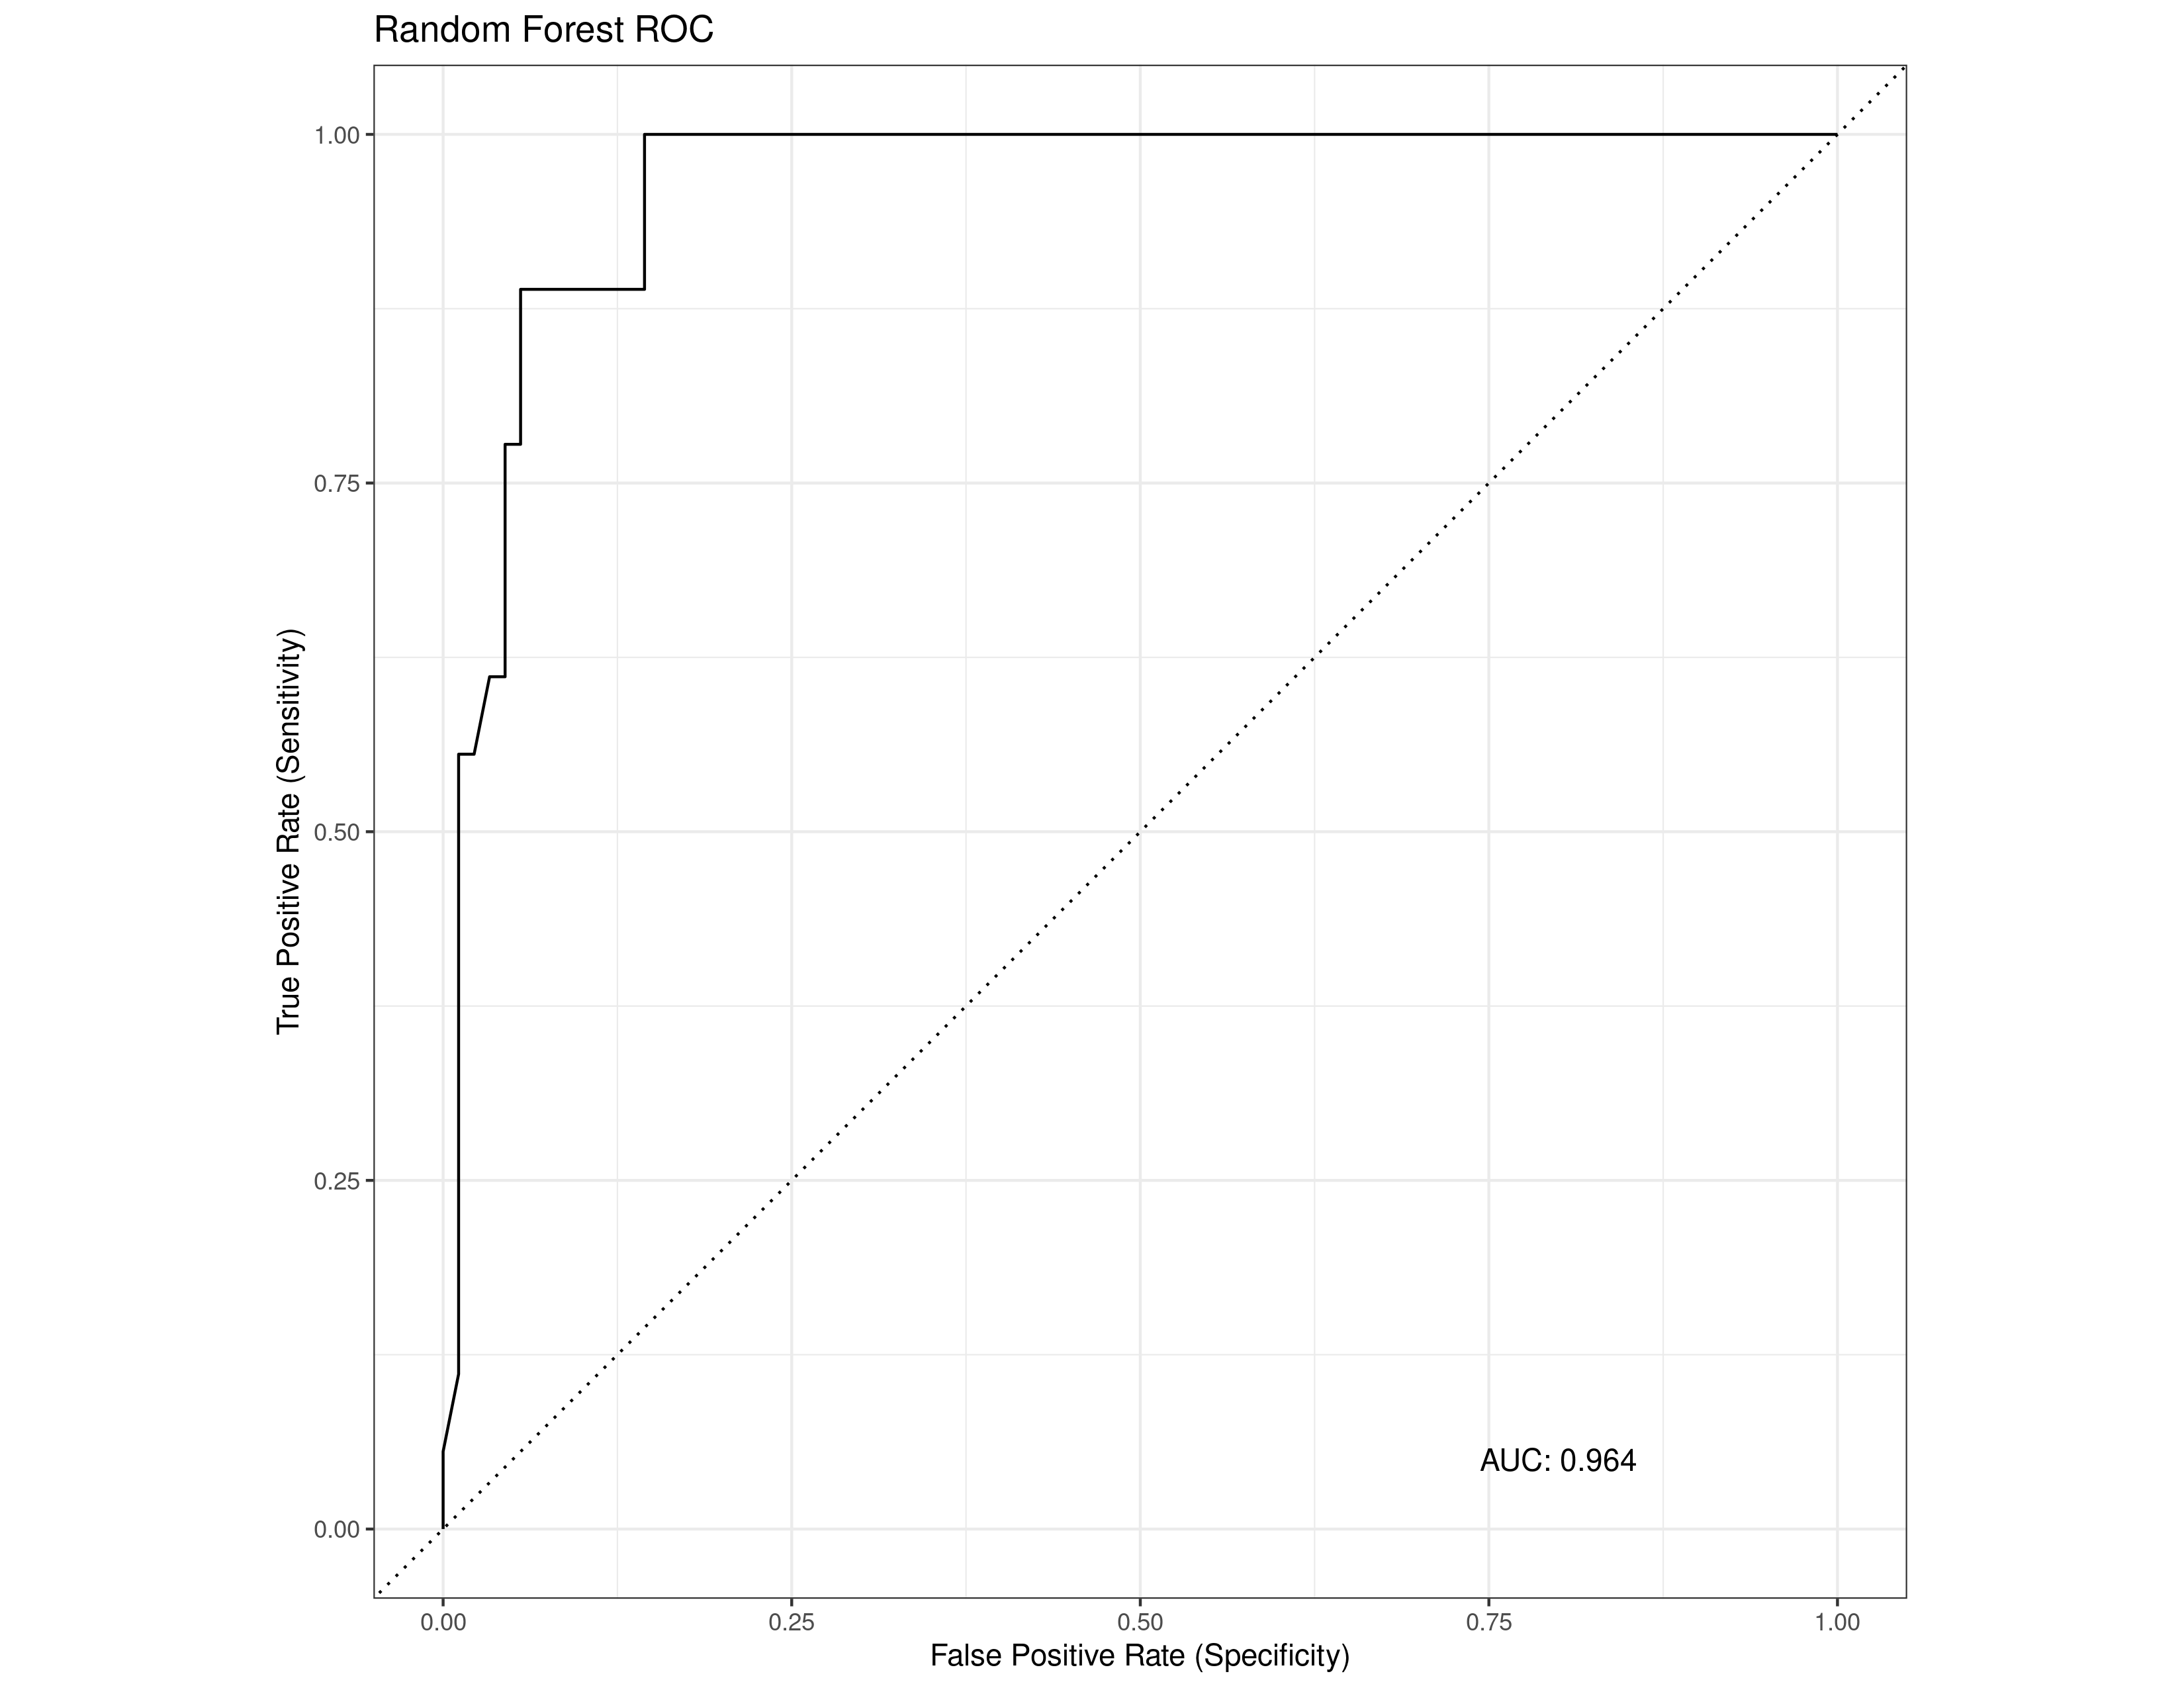 Random Forest ROC
1.00
0.75
0.50
0.25
0.00
True Positive Rate (Sensitivity)
AUC: 0.964
0.00 0.25 0.50 0.75 1.00
False Positive Rate (Specificity)